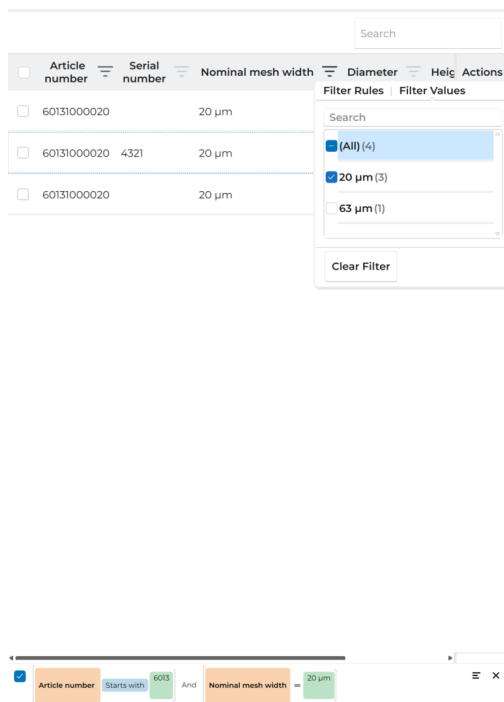 Search
Article number
Serial number
Nominal mesh width
Diameter
Heig
Actions
Filter Rules
Filter Values
60131000020 20 µm
60131000020 4321 20 µm
60131000020 20 µm
Search
(All) (4)
20 µm (3)
63 µm (1)
Clear Filter
Article number Starts with 6013 And Nominal mesh width = 20 µm